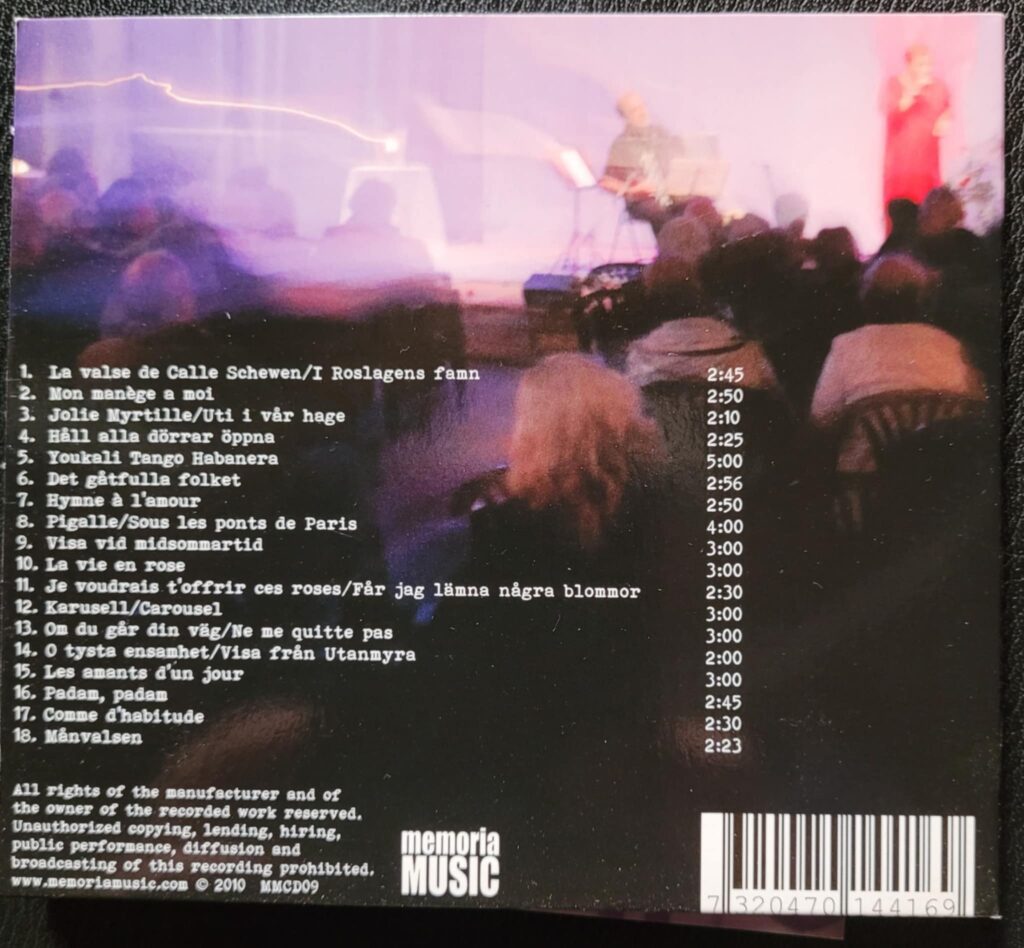 1. La valse de Calle Schewen/I Roslagens famn 2:45
2. Mon manège a moi 2:50
3. Jolie Myrtille/Uti i vår hage 2:10
4. Håll alla dörrar öppna 2:25
5. Youkali Tango Habanera 5:00
6. Det gåtfulla folket 2:56
7. Hymne à l'amour 2:50
8. Pigalle/Sous les ponts de Paris 4:00
9. Visa vid midsommartid 3:00
10. La vie en rose 3:00
11. Je voudrais t'offrir ces roses/Får jag lämna några blommor 2:30
12. Karusell/Carousel 3:00
13. Om du går din väg/Ne me quitte pas 3:00
14. O tysta ensamhet/Visa från Utanmyra 2:00
15. Les amants d'un jour 3:00
16. Padam, padam 2:45
17. Comme d'habitude 2:30
18. Månvalsen 2:23
All rights of the manufacturer and of
the owner of the recorded work reserved.
Unauthorized copying, lending, hiring,
public performance, diffusion and
broadcasting of this recording prohibited.
www.memoriamusic.com © 2010 MMCD09
memoria
MUSIC
7 320470 144169